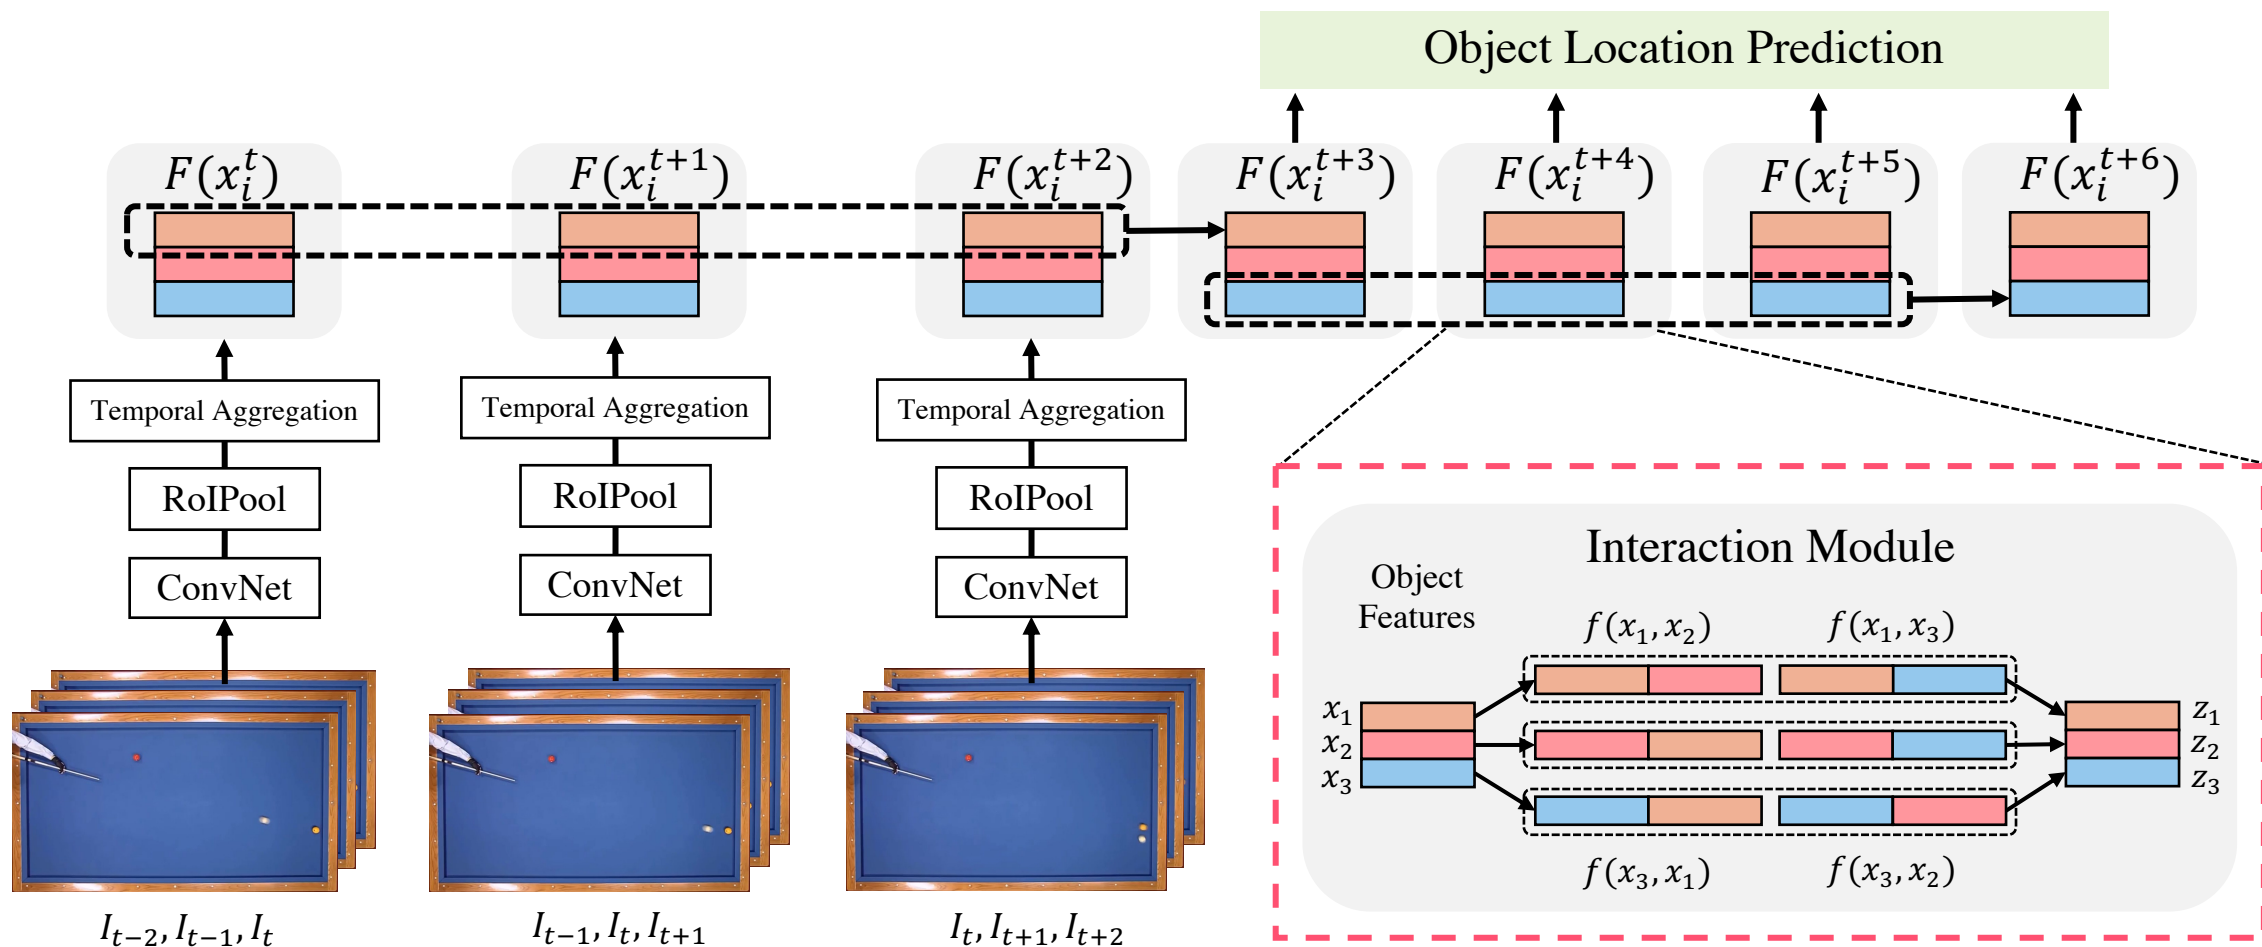 Object Location Prediction
F(x_i^t)
F(x_i^{t+1})
F(x_i^{t+2})
F(x_i^{t+3})
F(x_i^{t+4})
F(x_i^{t+5})
F(x_i^{t+6})
Temporal Aggregation
Temporal Aggregation
Temporal Aggregation
RoIPool
RoIPool
RoIPool
ConvNet
ConvNet
ConvNet
I_{t−2}, I_{t−1}, I_t
I_{t−1}, I_t, I_{t+1}
I_t, I_{t+1}, I_{t+2}
Interaction Module
Object
Features
f(x_1, x_2)
f(x_1, x_3)
x_1
x_2
x_3
z_1
z_2
z_3
f(x_3, x_1)
f(x_3, x_2)